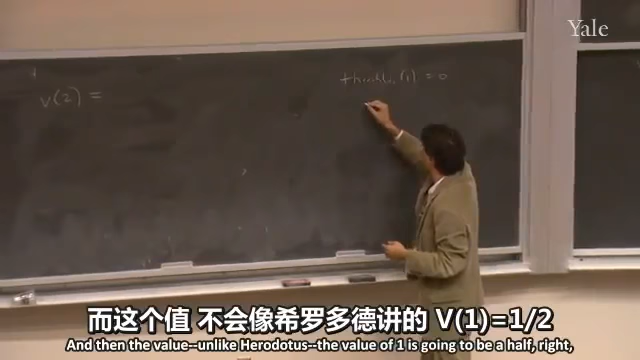 Yale
V(2) =
threshold (1) = 0
而这个值 不会像希罗多德讲的 V(1)=1/2
And then the value--unlike Herodotus--the value of 1 is going to be a half, right,